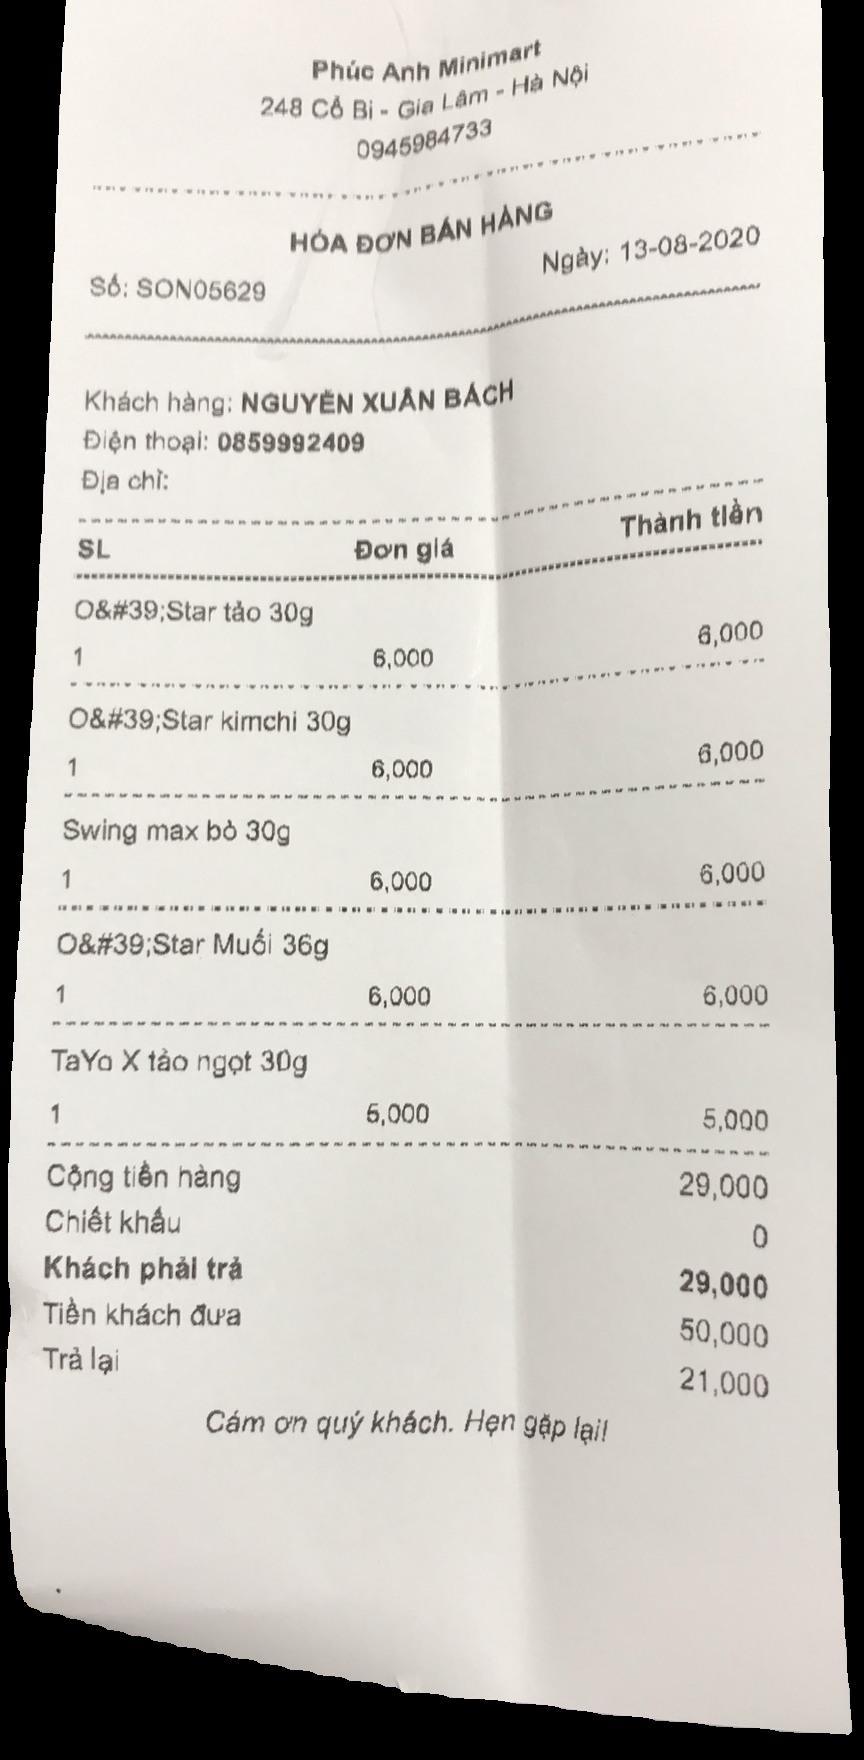 Phúc Anh Minimart
248 Cổ Bi - Gia Lâm - Hà Nội
0945984733
HÓA ĐƠN BÁN HÀNG
Số: SON05629 Ngày: 13-08-2020
Khách hàng: NGUYỄN XUÂN BÁCH
Điện thoại: 0859992409
Địa chỉ:
SL Đơn giá Thành tiền
O&#39;Star tảo 30g
1 6,000 6,000
O&#39;Star kimchi 30g
1 6,000 6,000
Swing max bò 30g
1 6,000 6,000
O&#39;Star Muối 36g
1 6,000 6,000
TaYo X tảo ngọt 30g
1 5,000 5,000
Cộng tiền hàng 29,000
Chiết khấu 0
Khách phải trả 29,000
Tiền khách đưa 50,000
Trả lại 21,000
Cám ơn quý khách. Hẹn gặp lại!